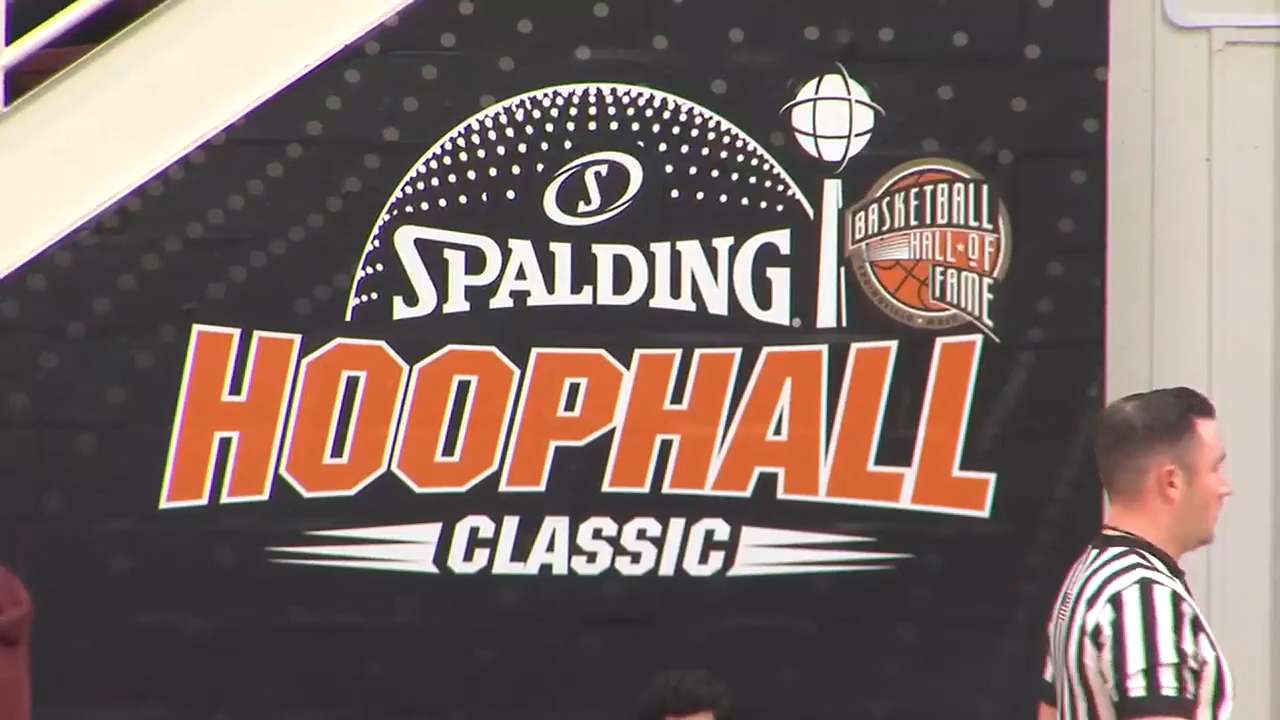 S
SPALDING®
BASKETBALL
HALL OF
FAME
HOOPHALL
CLASSIC